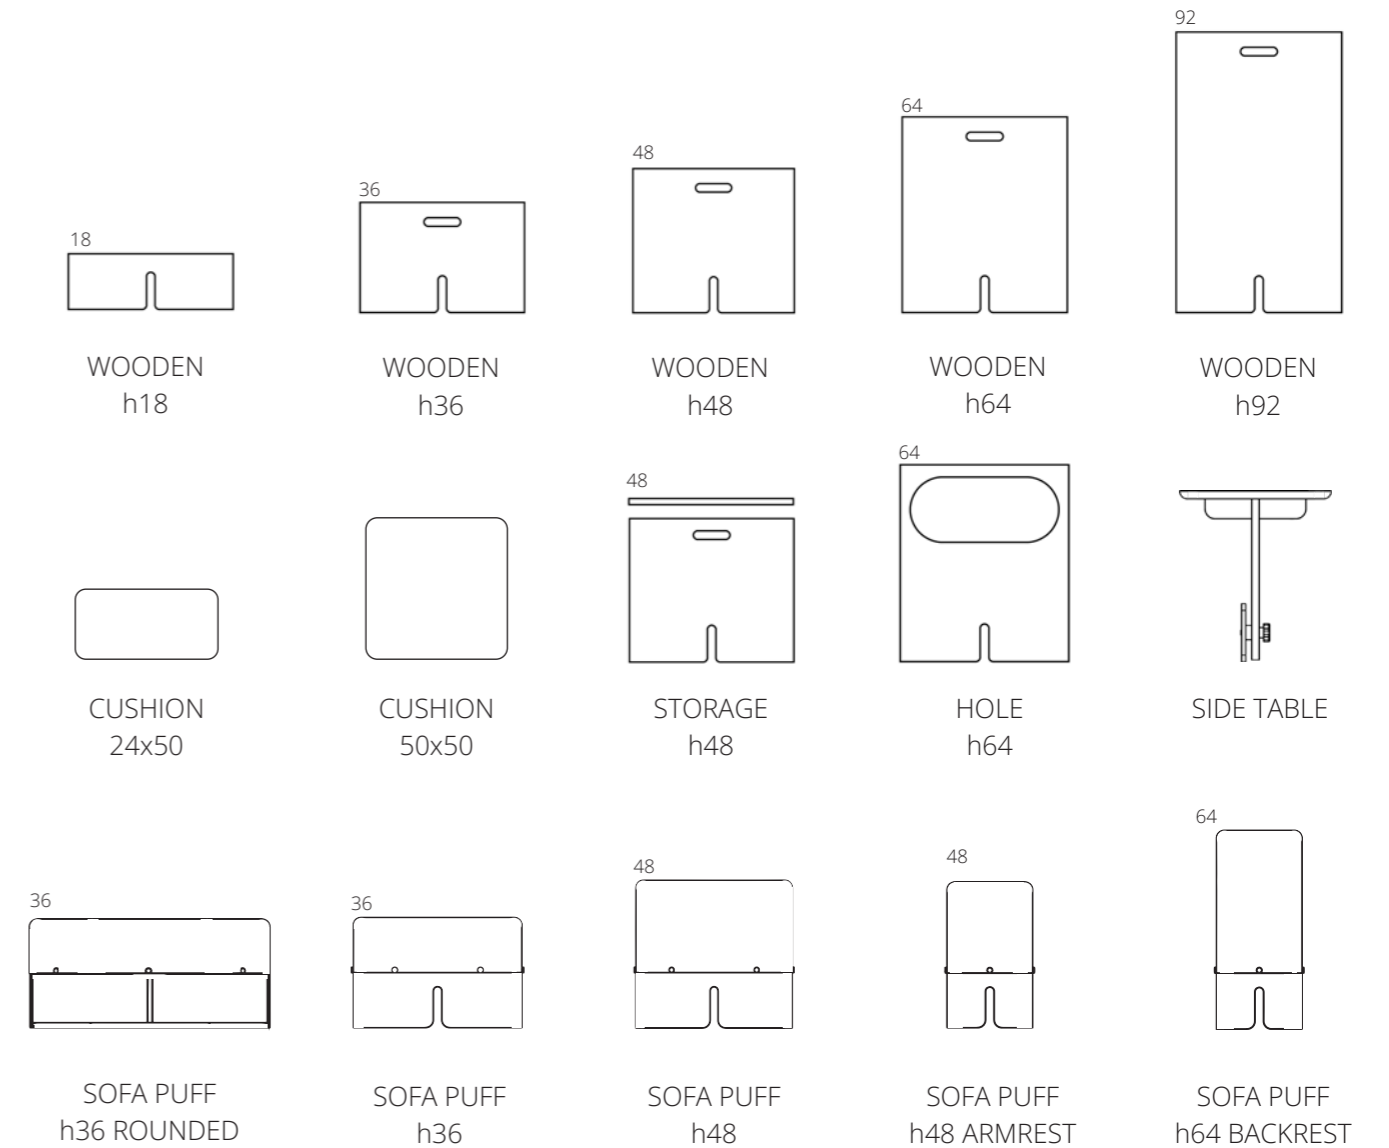 92
64
48
36
18
WOODEN
h18
WOODEN
h36
WOODEN
h48
WOODEN
h64
WOODEN
h92
48
64
CUSHION
24x50
CUSHION
50x50
STORAGE
h48
HOLE
h64
SIDE TABLE
36
36
48
48
64
SOFA PUFF
h36 ROUNDED
SOFA PUFF
h36
SOFA PUFF
h48
SOFA PUFF
h48 ARMREST
SOFA PUFF
h64 BACKREST